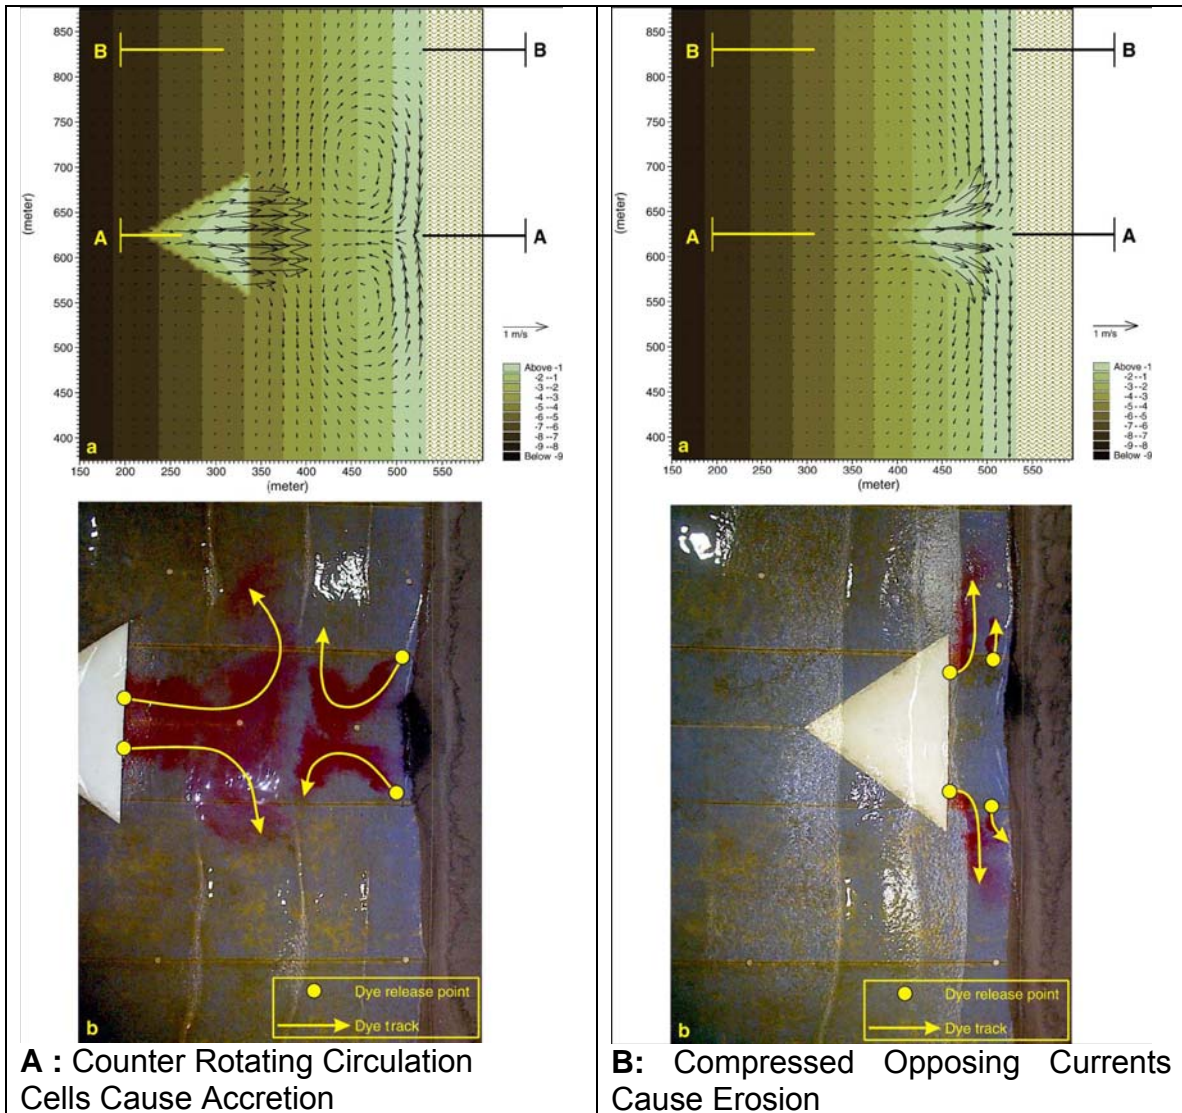 875
850
B
B
800
750
700
(meter)
650
A
A
600
550
500
1 m/s
450
400
a
Above -1
-2 --1
-3 --2
-4 --3
-5 --4
-6 --5
-7 --6
-8 --7
-9 --8
Below -9
150 200 250 300 350 400 450 500 550
(meter)
Dye release point
Dye track
b
A : Counter Rotating Circulation
Cells Cause Accretion
850
B
B
800
750
700
(meter)
650
A
A
600
550
500
1 m/s
450
400
a
Above -1
-2 --1
-3 --2
-4 --3
-5 --4
-6 --5
-7 --6
-8 --7
-9 --8
Below -9
150 200 250 300 350 400 450 500 550
(meter)
Dye release point
Dye track
b
B: Compressed Opposing Currents
Cause Erosion